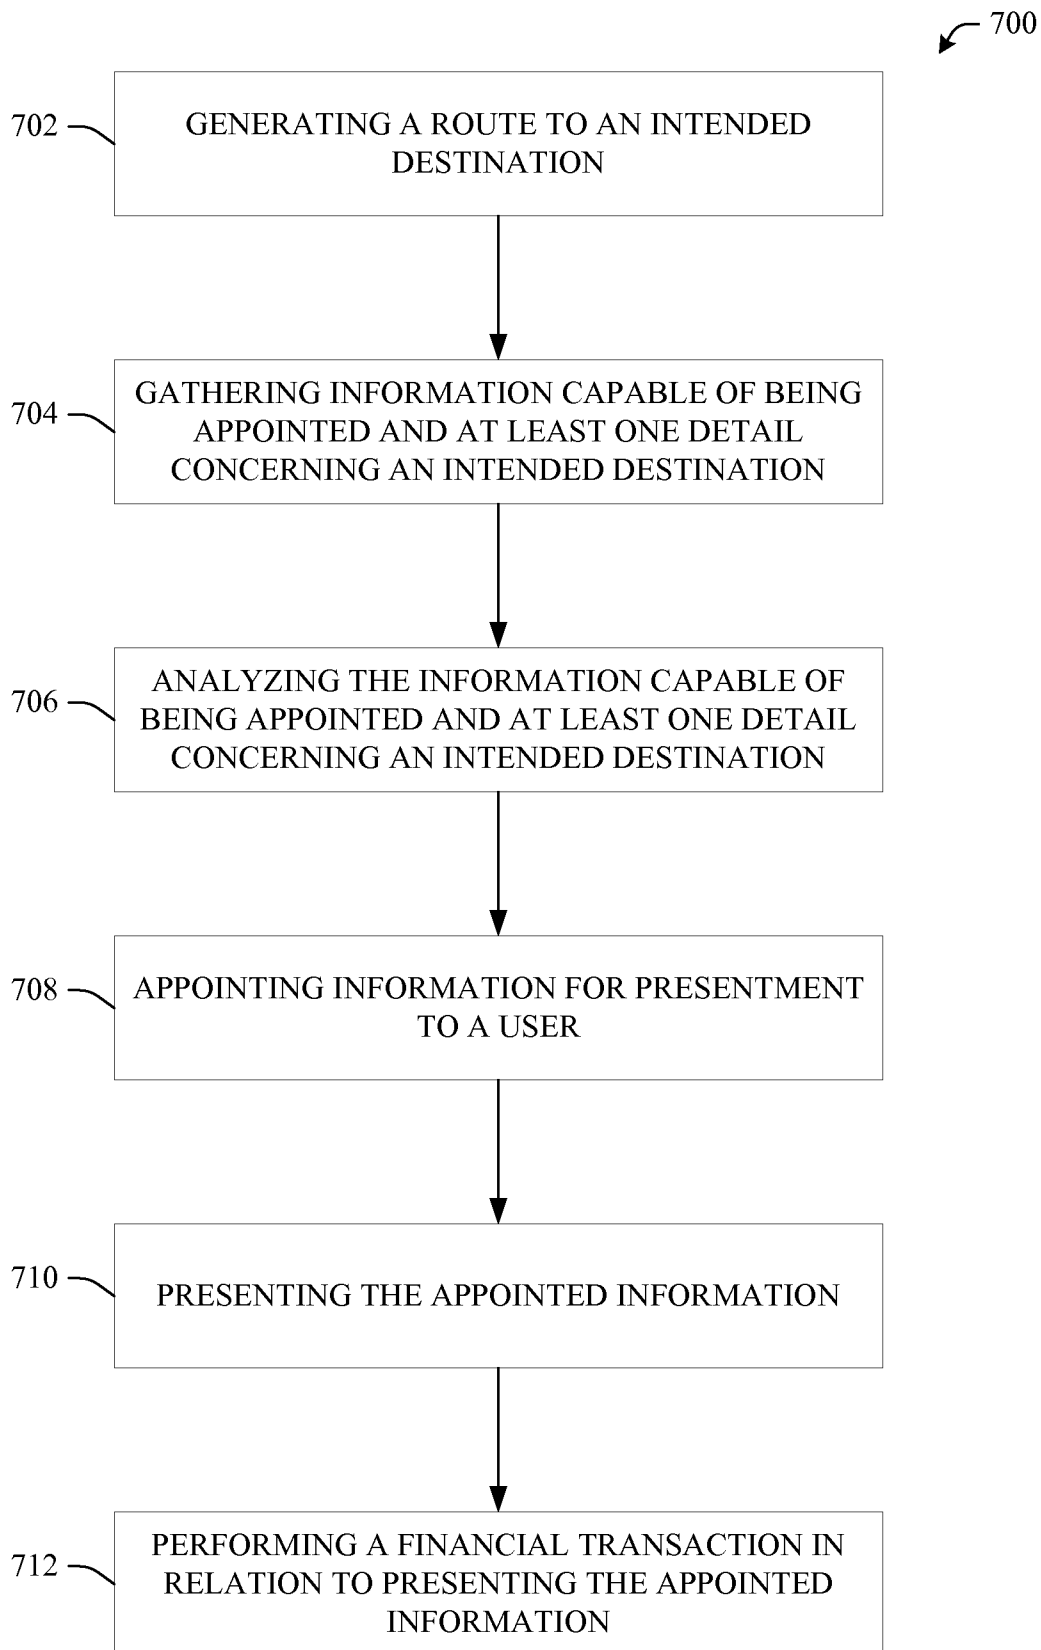 700
702
GENERATING A ROUTE TO AN INTENDED
DESTINATION
704
GATHERING INFORMATION CAPABLE OF BEING
APPOINTED AND AT LEAST ONE DETAIL
CONCERNING AN INTENDED DESTINATION
706
ANALYZING THE INFORMATION CAPABLE OF
BEING APPOINTED AND AT LEAST ONE DETAIL
CONCERNING AN INTENDED DESTINATION
708
APPOINTING INFORMATION FOR PRESENTMENT
TO A USER
710
PRESENTING THE APPOINTED INFORMATION
712
PERFORMING A FINANCIAL TRANSACTION IN
RELATION TO PRESENTING THE APPOINTED
INFORMATION